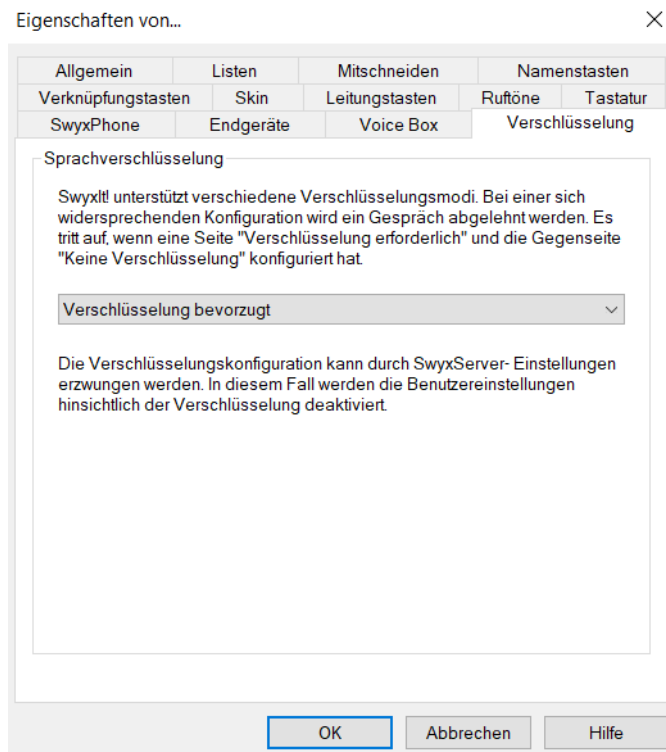 Eigenschaften von...
Allgemein Listen Mitschneiden Namenstasten
Verknüpfungstasten Skin Leitungstasten Ruftöne Tastatur
SwyxPhone Endgeräte Voice Box Verschlüsselung
Sprachverschlüsselung
SwyxIt! unterstützt verschiedene Verschlüsselungsmodi. Bei einer sich
widersprechenden Konfiguration wird ein Gespräch abgelehnt werden. Es
tritt auf, wenn eine Seite "Verschlüsselung erforderlich" und die Gegenseite
"Keine Verschlüsselung" konfiguriert hat.
Verschlüsselung bevorzugt
Die Verschlüsselungskonfiguration kann durch SwyxServer- Einstellungen
erzwungen werden. In diesem Fall werden die Benutzereinstellungen
hinsichtlich der Verschlüsselung deaktiviert.
OK Abbrechen Hilfe